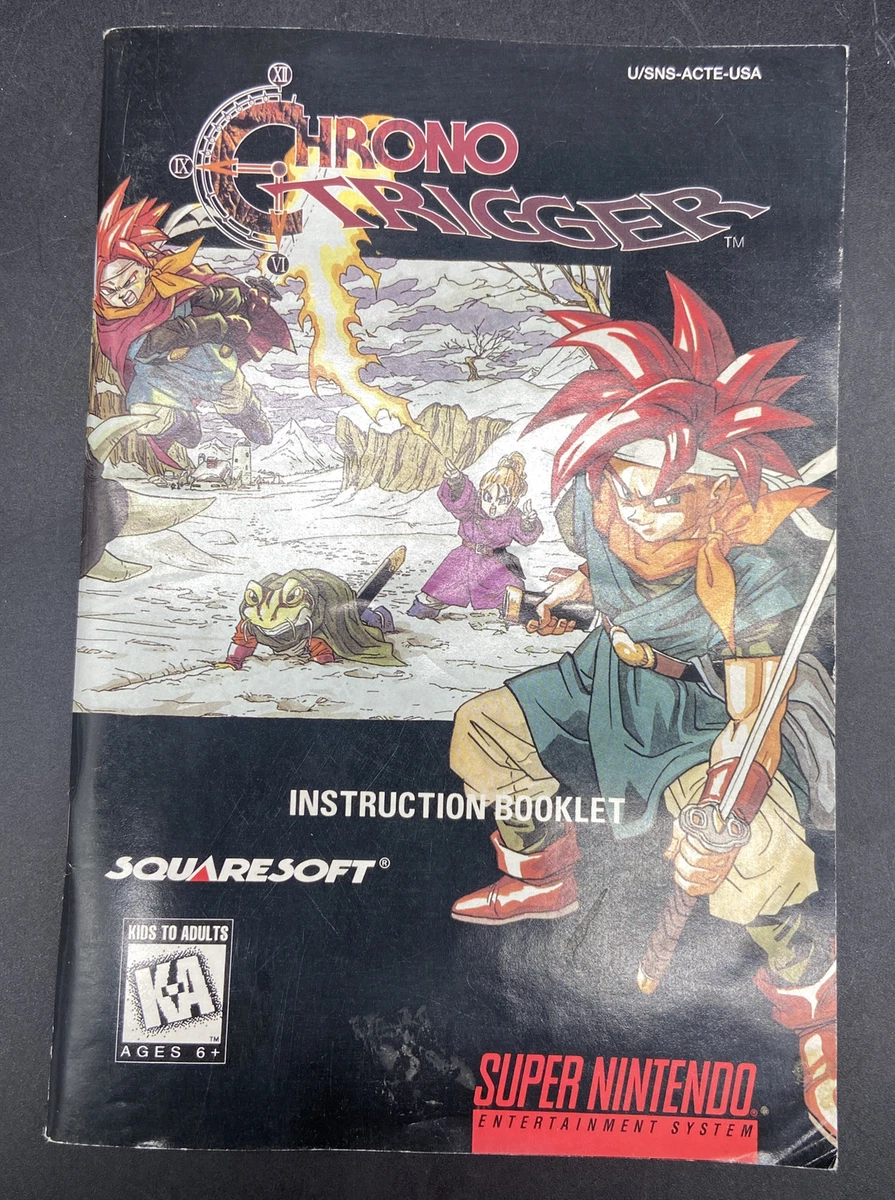 U/SNS-ACTE-USA
XII
IX
VI
CHRONO
TRIGGER
TM
INSTRUCTION BOOKLET
SQUARESOFT®
KIDS TO ADULTS
K-A
TM
AGES 6+
SUPER NINTENDO®
ENTERTAINMENT SYSTEM